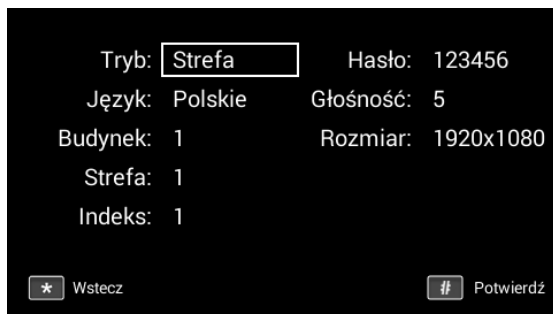 Tryb: Strefa Hasło: 123456
Język: Polskie Głośność: 5
Budynek: 1 Rozmiar: 1920x1080
Strefa: 1
Indeks: 1
* Wstecz # Potwierdź